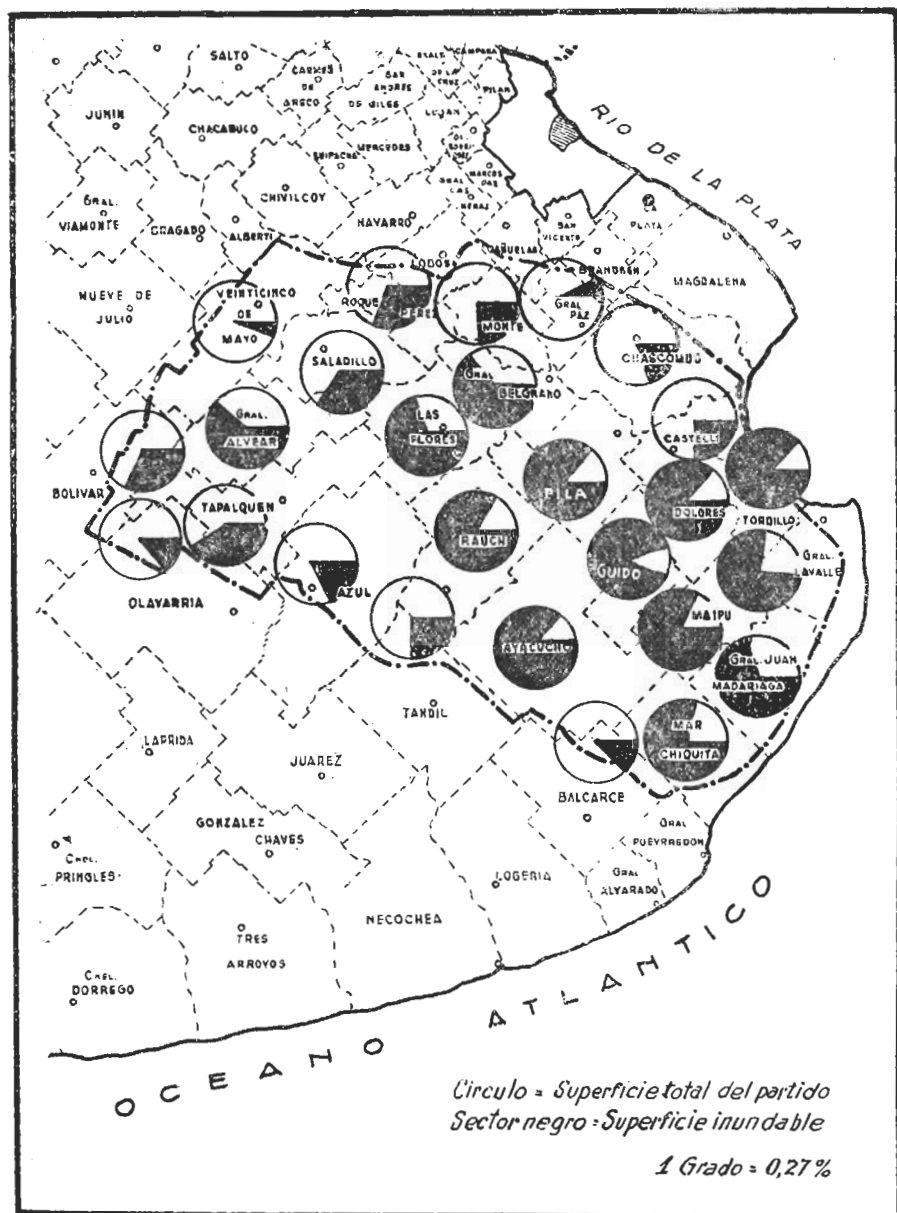 SALTO
CARMEN
DE
ARECO
SAN
ANDRES
DE GILES
EXALT.
DE LA
CRUZ
CAMPANA
PILAR
LUJAN
JUNIN
CHACABUCO
SUIPACHA
MERCEDES
MARCOS
PAZ
GRAL
LAS
HERAS
RIO DE LA PLATA
GRAL.
VIAMONTE
BRAGADO
ALBERTI
CHIVILCOY
NAVARRO
LOBOS
CAÑUELAS
SAN
VICENTE
LA
PLATA
BRANDSEN
MAGDALENA
NUEVE DE
JULIO
VEINTICINCO
DE
MAYO
ROQUE
PEREZ
MONTE
GRAL
PAZ
CHASCOMUS
SALADILLO
GRAL
BELGRANO
GRAL.
ALVEAR
LAS
FLORES
CASTELLI
BOLIVAR
TAPALQUEN
PILA
DOLORES
TORDILLO
RAUCH
GUIDO
GRAL.
LAVALLE
OLAVARRIA
AZUL
MAIPU
AYACUCHO
GRAL. JUAN
MADARIAGA
TANDIL
MAR
CHIQUITA
LAPRIDA
JUAREZ
BALCARCE
GONZALEZ
CHAVES
GRAL
PUEYRREDON
CNEL.
PRINGLES
LOBERIA
GRAL
ALVARADO
NECOCHEA
TRES
ARROYOS
CNEL.
DORREGO
OCEANO ATLANTICO
Circulo = Superficie total del partido
Sector negro = Superficie inundable
1 Grado = 0,27%